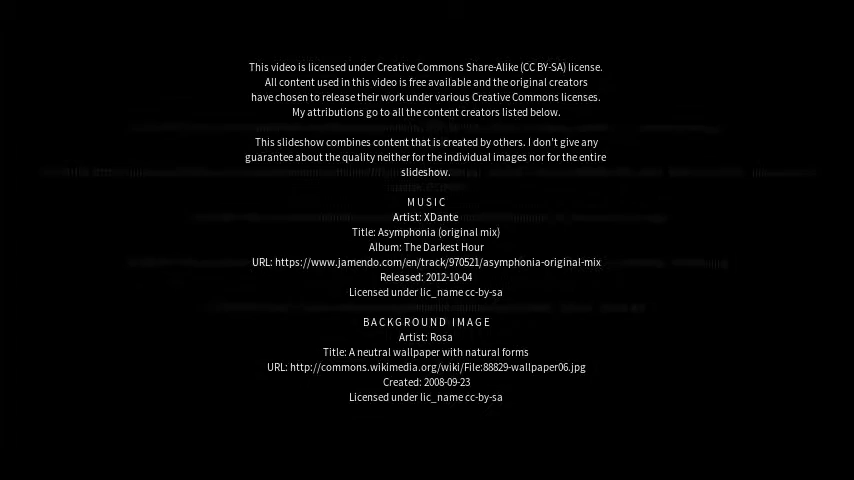 This video is licensed under Creative Commons Share-Alike (CC BY-SA) license.
All content used in this video is free available and the original creators
have chosen to release their work under various Creative Commons licenses.
My attributions go to all the content creators listed below.
This slideshow combines content that is created by others. I don't give any
guarantee about the quality neither for the individual images nor for the entire
slideshow.
MUSIC
Artist: XDante
Title: Asymphonia (original mix)
Album: The Darkest Hour
URL: https://www.jamendo.com/en/track/970521/asymphonia-original-mix
Released: 2012-10-04
Licensed under lic_name cc-by-sa
BACKGROUND IMAGE
Artist: Rosa
Title: A neutral wallpaper with natural forms
URL: http://commons.wikimedia.org/wiki/File:88829-wallpaper06.jpg
Created: 2008-09-23
Licensed under lic_name cc-by-sa